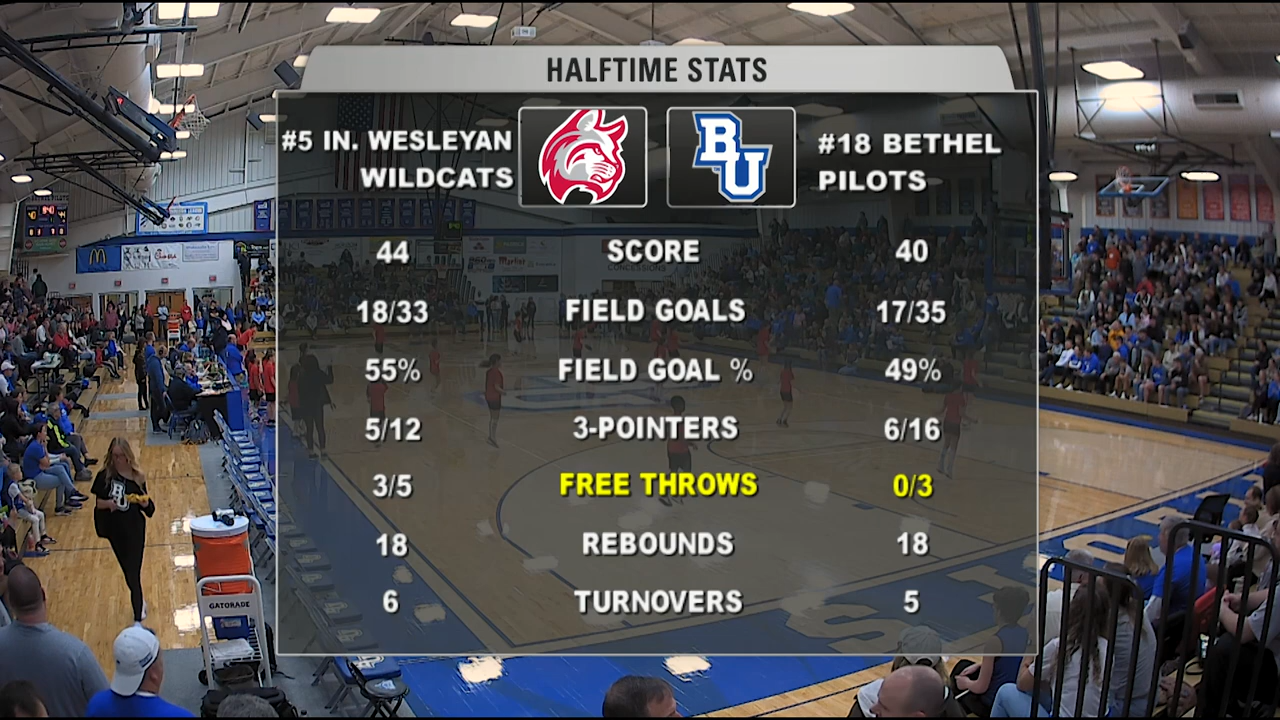 HALFTIME STATS
#5 IN. WESLEYAN
WILDCATS
BU
#18 BETHEL
PILOTS
44 SCORE 40
18/33 FIELD GOALS 17/35
55% FIELD GOAL % 49%
5/12 3-POINTERS 6/16
3/5 FREE THROWS 0/3
18 REBOUNDS 18
6 TURNOVERS 5
CONCESSIONS
GATORADE